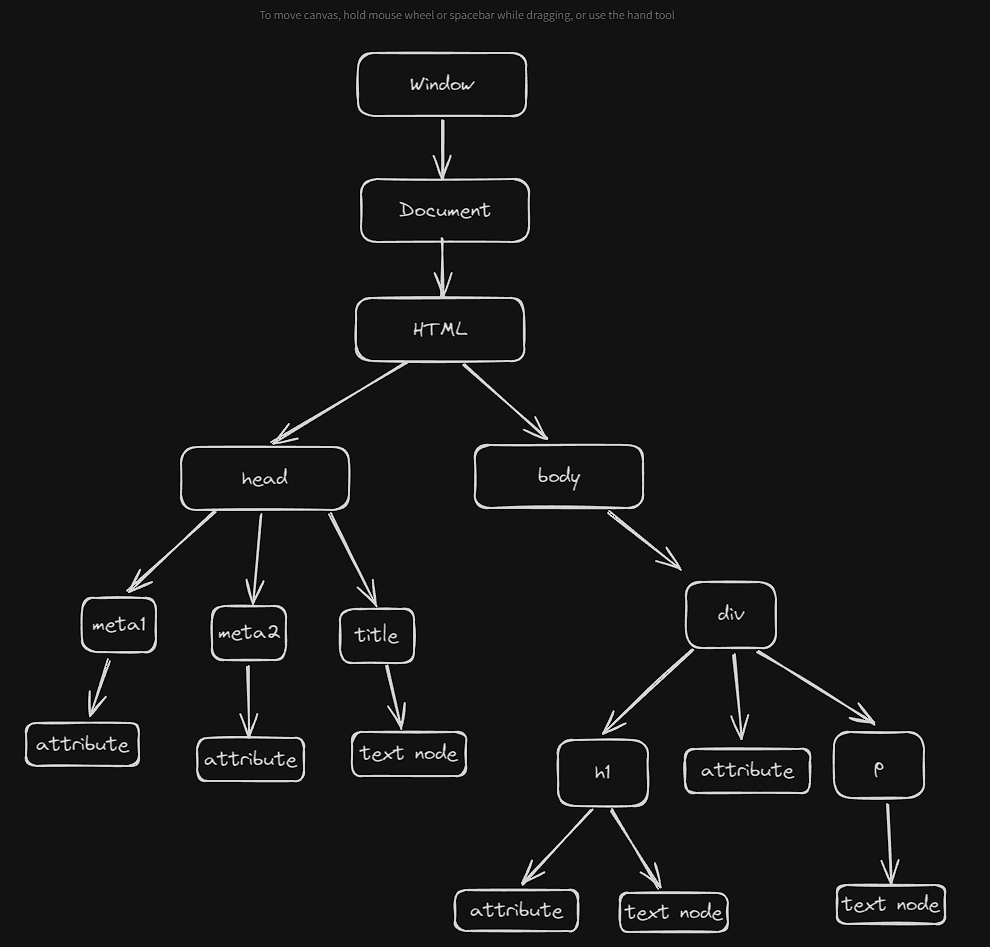 To move canvas, hold mouse wheel or spacebar while dragging, or use the hand tool
Window
Document
HTML
head
body
meta1
meta2
title
div
attribute
attribute
text node
h1
attribute
p
attribute
text node
text node